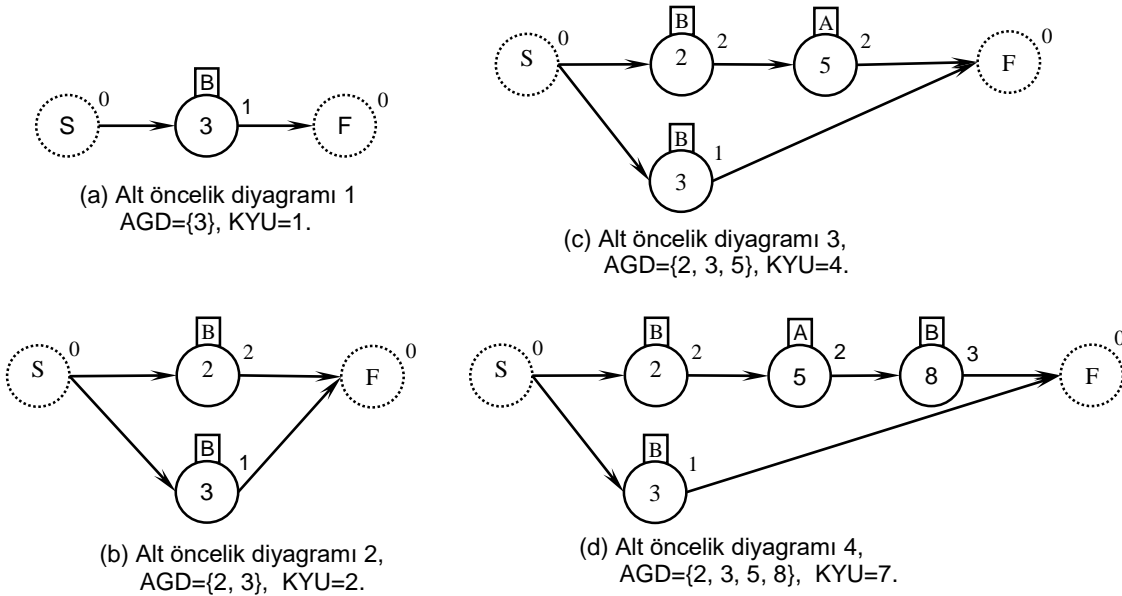 S 0 B 3 1 F 0
(a) Alt öncelik diyagramı 1
AGD={3}, KYU=1.
S 0 B 2 2 A 5 2 F 0
B 3 1
(c) Alt öncelik diyagramı 3,
AGD={2, 3, 5}, KYU=4.
S 0 B 2 2 F 0
B 3 1
(b) Alt öncelik diyagramı 2,
AGD={2, 3}, KYU=2.
S 0 B 2 2 A 5 2 B 8 3 F 0
B 3 1
(d) Alt öncelik diyagramı 4,
AGD={2, 3, 5, 8}, KYU=7.